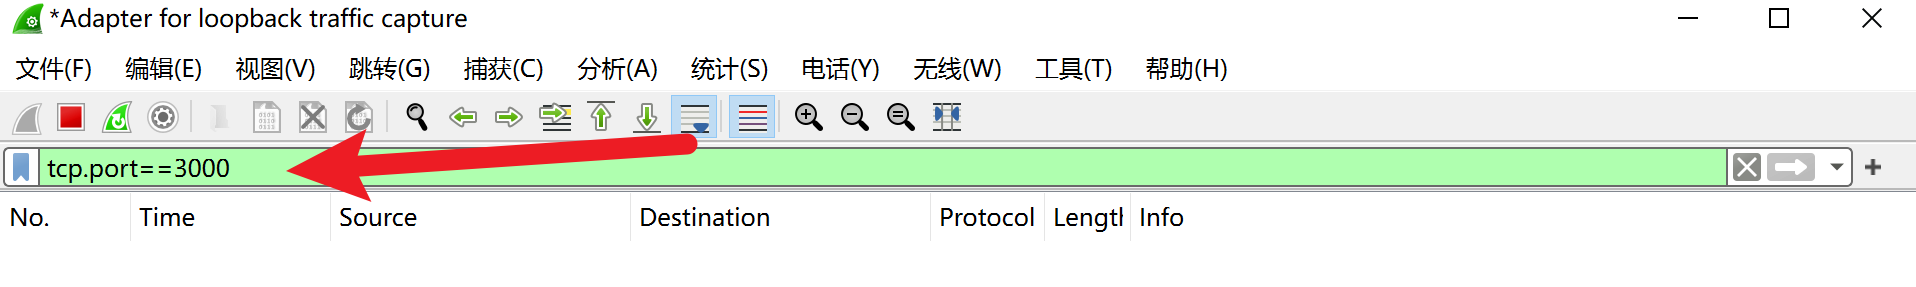 *Adapter for loopback traffic capture
文件(F) 编辑(E) 视图(V) 跳转(G) 捕获(C) 分析(A) 统计(S) 电话(Y) 无线(W) 工具(T) 帮助(H)
tcp.port==3000
No. Time Source Destination Protocol Length Info